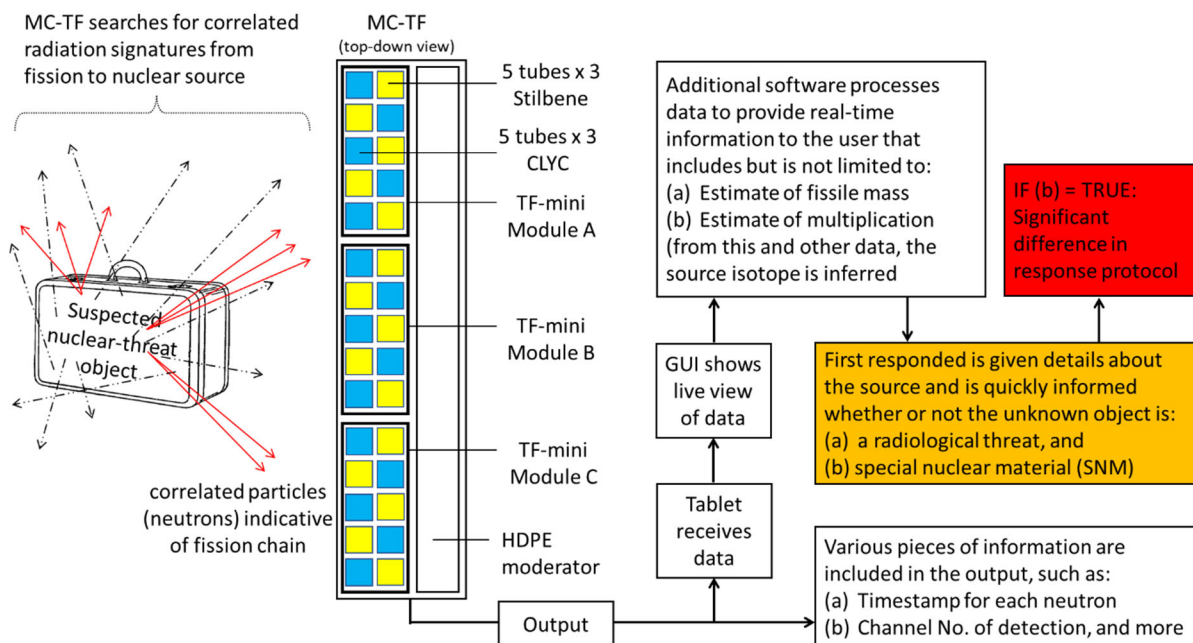 MC-TF searches for correlated
radiation signatures from
fission to nuclear source
Suspected
nuclear-threat
object
correlated particles
(neutrons) indicative
of fission chain
MC-TF
(top-down view)
5 tubes x 3
Stilbene
5 tubes x 3
CLYC
TF-mini
Module A
TF-mini
Module B
TF-mini
Module C
HDPE
moderator
Output
Tablet
receives
data
GUI shows
live view
of data
Additional software processes
data to provide real-time
information to the user that
includes but is not limited to:
(a) Estimate of fissile mass
(b) Estimate of multiplication
(from this and other data, the
source isotope is inferred
IF (b) = TRUE:
Significant
difference in
response protocol
First responded is given details about
the source and is quickly informed
whether or not the unknown object is:
(a) a radiological threat, and
(b) special nuclear material (SNM)
Various pieces of information are
included in the output, such as:
(a) Timestamp for each neutron
(b) Channel No. of detection, and more